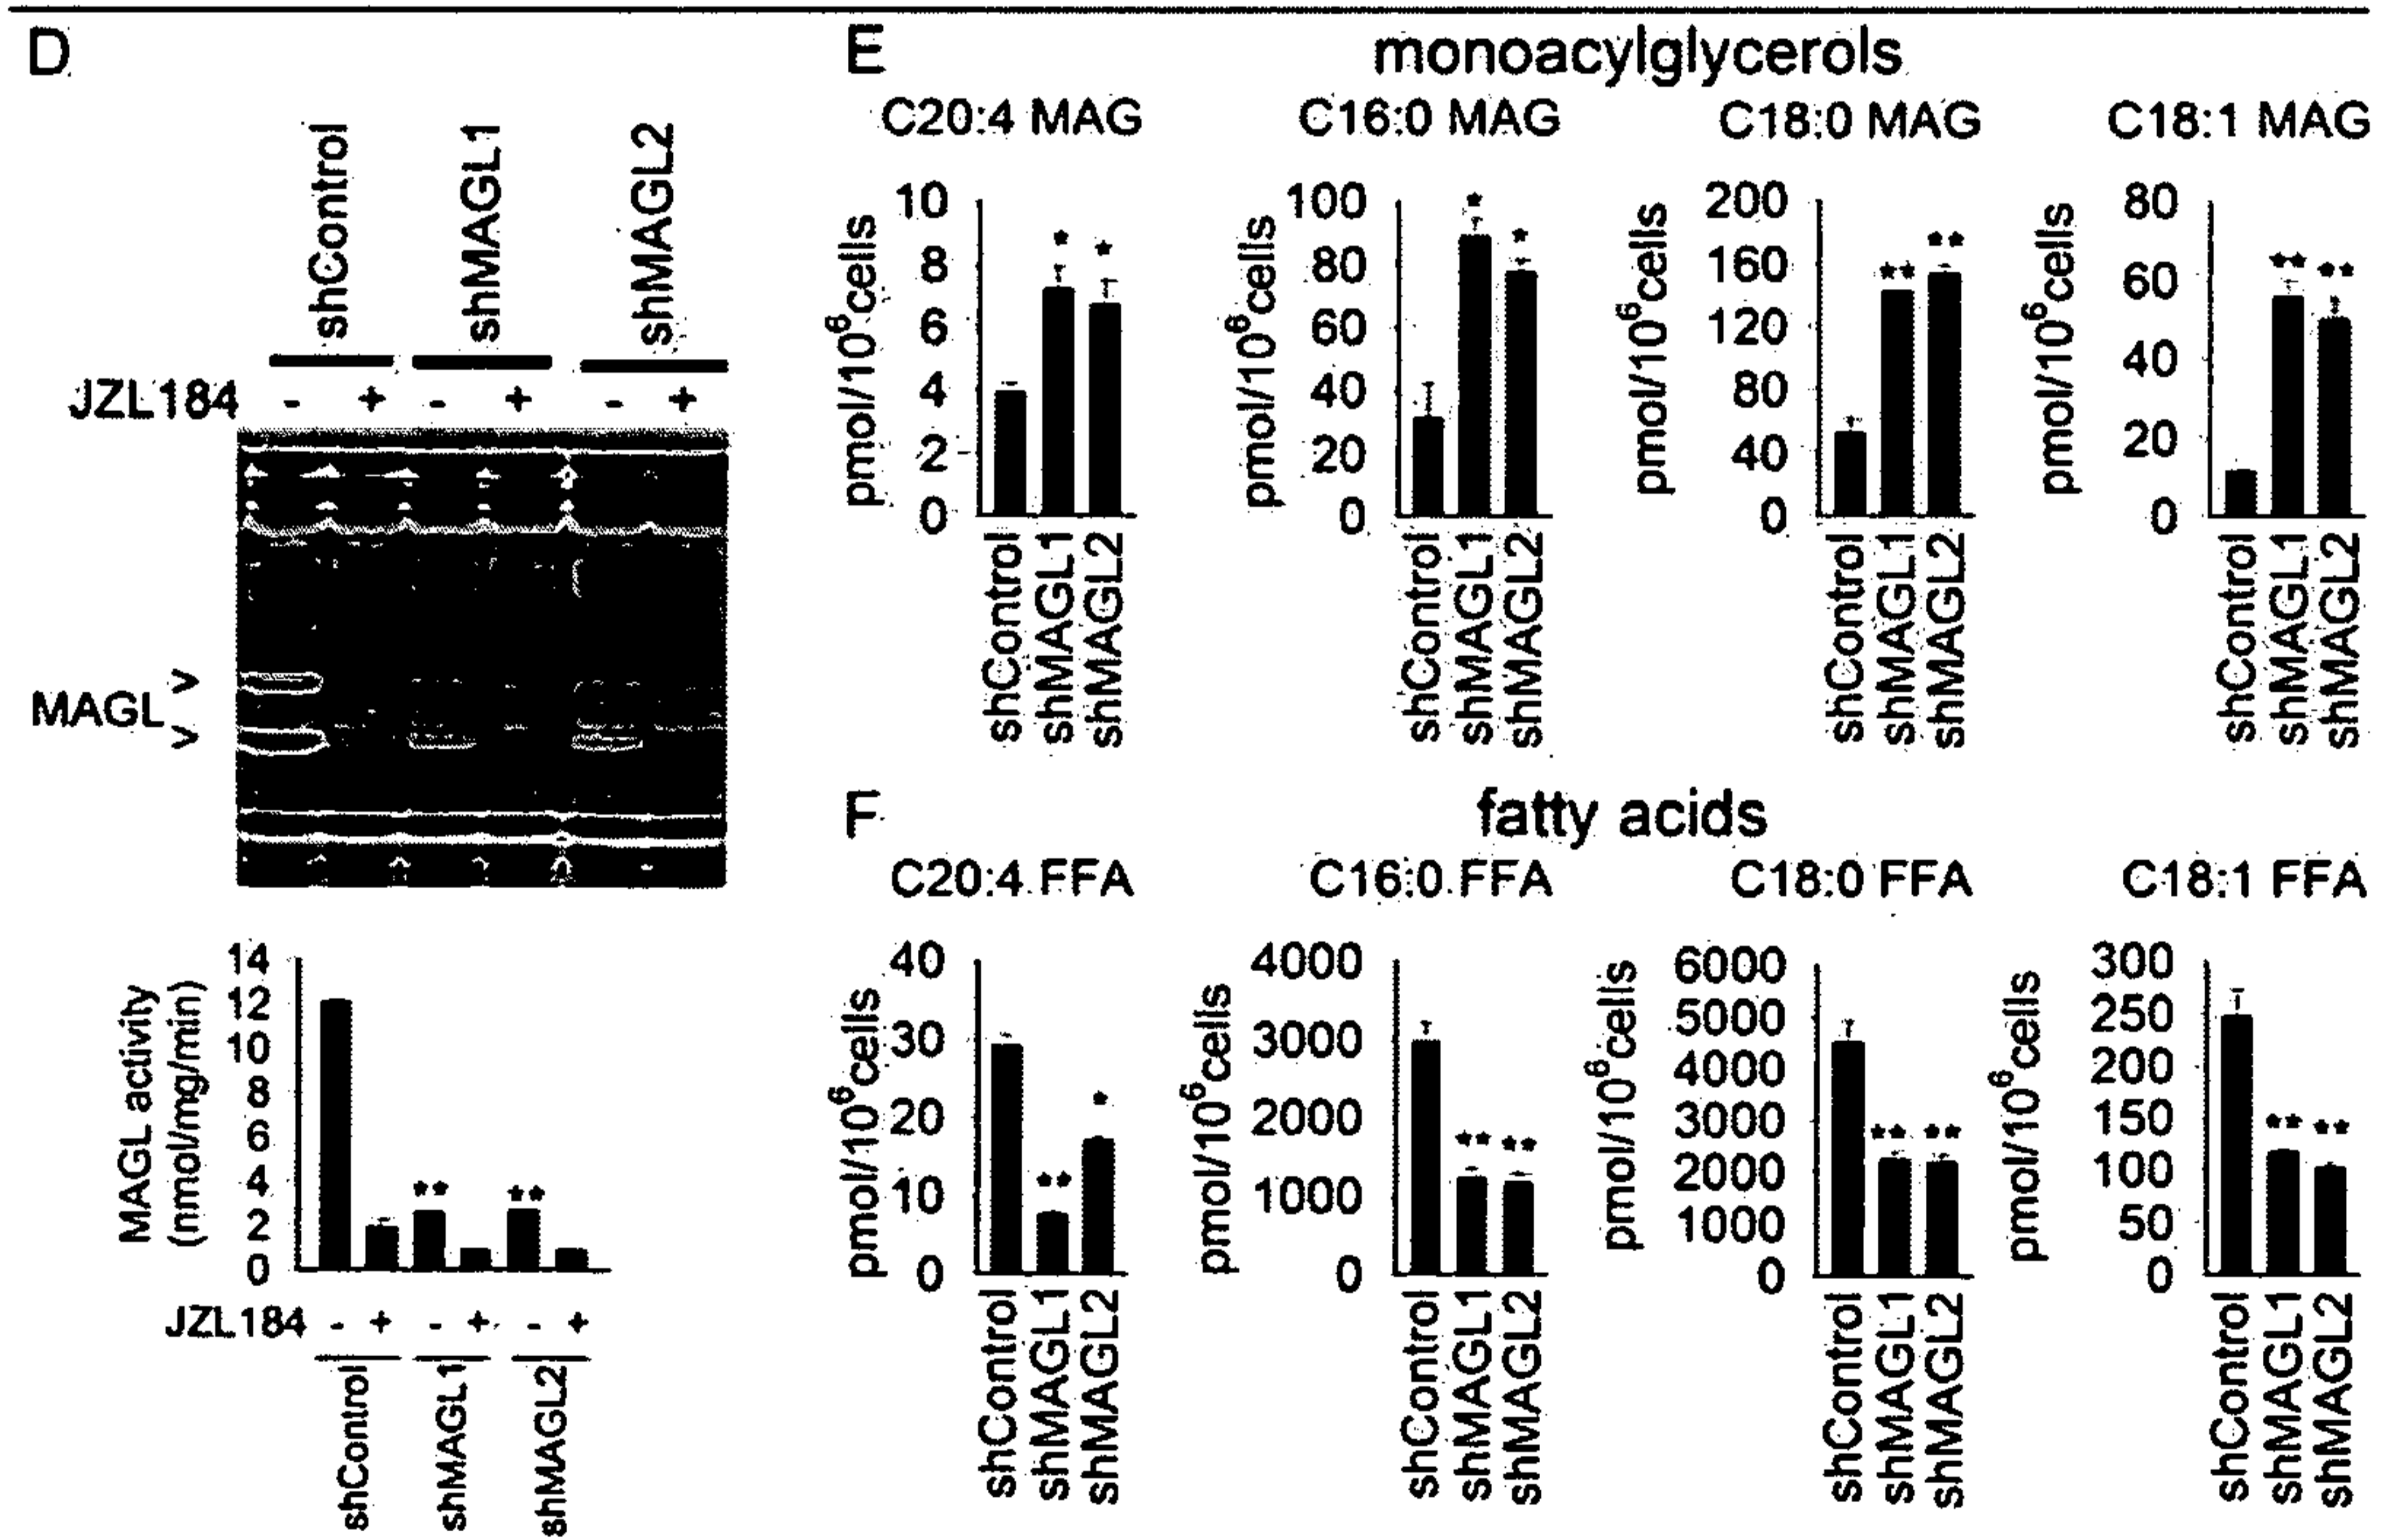 D
shControl
shMAGL1
shMAGL2
JZL184 - + - + - +
MAGL > >
MAGL activity
(nmol/mg/min)
14
12
10
8
6
4
2
0
** **
JZL184 - + - + - +
shControl
shMAGL1
shMAGL2
E
monoacylglycerols
C20:4 MAG
pmol/10⁶cells
10
8
6
4
2
0
* *
shControl
shMAGL1
shMAGL2
C16:0 MAG
pmol/10⁶cells
100
80
60
40
20
0
* *
shControl
shMAGL1
shMAGL2
C18:0 MAG
pmol/10⁶cells
200
160
120
80
40
0
** **
shControl
shMAGL1
shMAGL2
C18:1 MAG
pmol/10⁶cells
80
60
40
20
0
** **
shControl
shMAGL1
shMAGL2
F
fatty acids
C20:4 FFA
pmol/10⁶cells
40
30
20
10
0
** *
shControl
shMAGL1
shMAGL2
C16:0 FFA
pmol/10⁶cells
4000
3000
2000
1000
0
** **
shControl
shMAGL1
shMAGL2
C18:0 FFA
pmol/10⁶cells
6000
5000
4000
3000
2000
1000
0
** **
shControl
shMAGL1
shMAGL2
C18:1 FFA
pmol/10⁶cells
300
250
200
150
100
50
0
** **
shControl
shMAGL1
shMAGL2